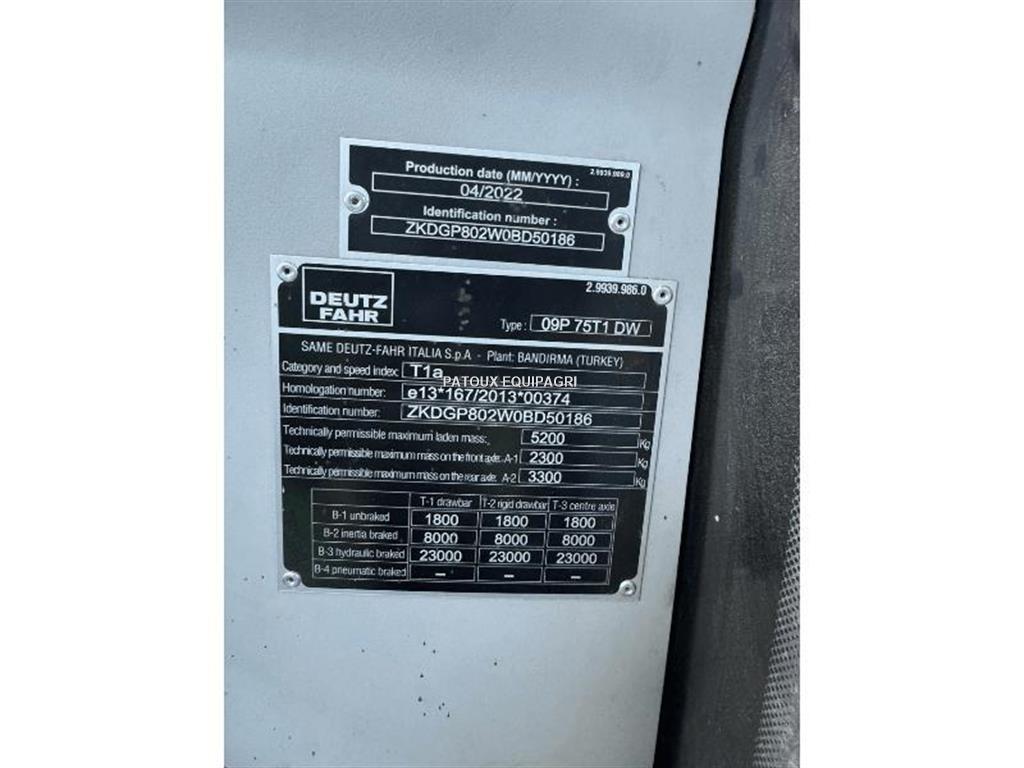 Production date (MM/YYYY) :
2.9939.989.0
04/2022
Identification number :
ZKDGP802W0BD50186
DEUTZ
FAHR
2.9939.986.0
Type : 09P 75T1 DW
SAME DEUTZ-FAHR ITALIA S.p.A - Plant: BANDIRMA (TURKEY)
Category and speed index: T1a
PATOUX EQUIPAGRI
Homologation number: e13*167/2013*00374
Identification number: ZKDGP802W0BD50186
Technically permissible maximum laden mass: 5200 Kg
Technically permissible maximum mass on the front axle: A-1 2300 Kg
Technically permissible maximum mass on the rear axle: A-2 3300 Kg
T-1 drawbar T-2 rigid drawbar T-3 centre axle
B-1 unbraked 1800 1800 1800
B-2 inertia braked 8000 8000 8000
B-3 hydraulic braked 23000 23000 23000
B-4 pneumatic braked – – –